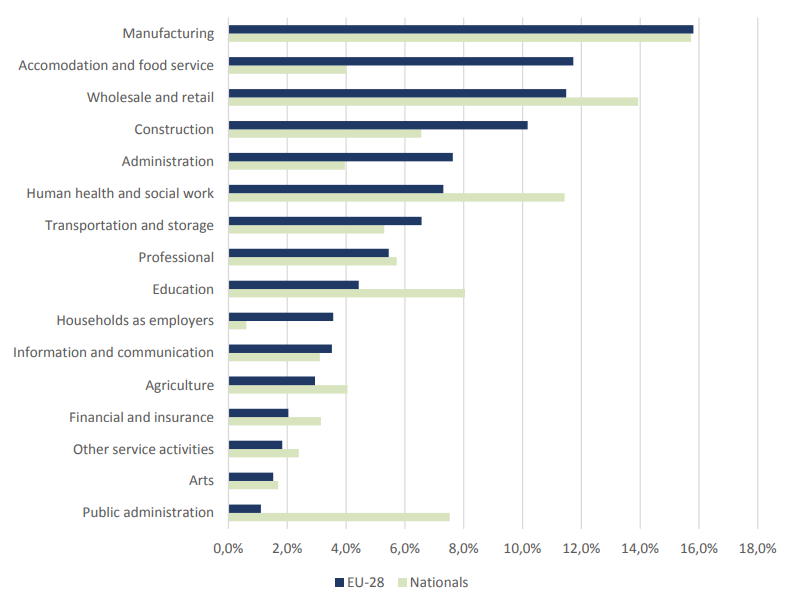 Manufacturing
Accomodation and food service
Wholesale and retail
Construction
Administration
Human health and social work
Transportation and storage
Professional
Education
Households as employers
Information and communication
Agriculture
Financial and insurance
Other service activities
Arts
Public administration
0,0% 2,0% 4,0% 6,0% 8,0% 10,0% 12,0% 14,0% 16,0% 18,0%
EU-28 Nationals